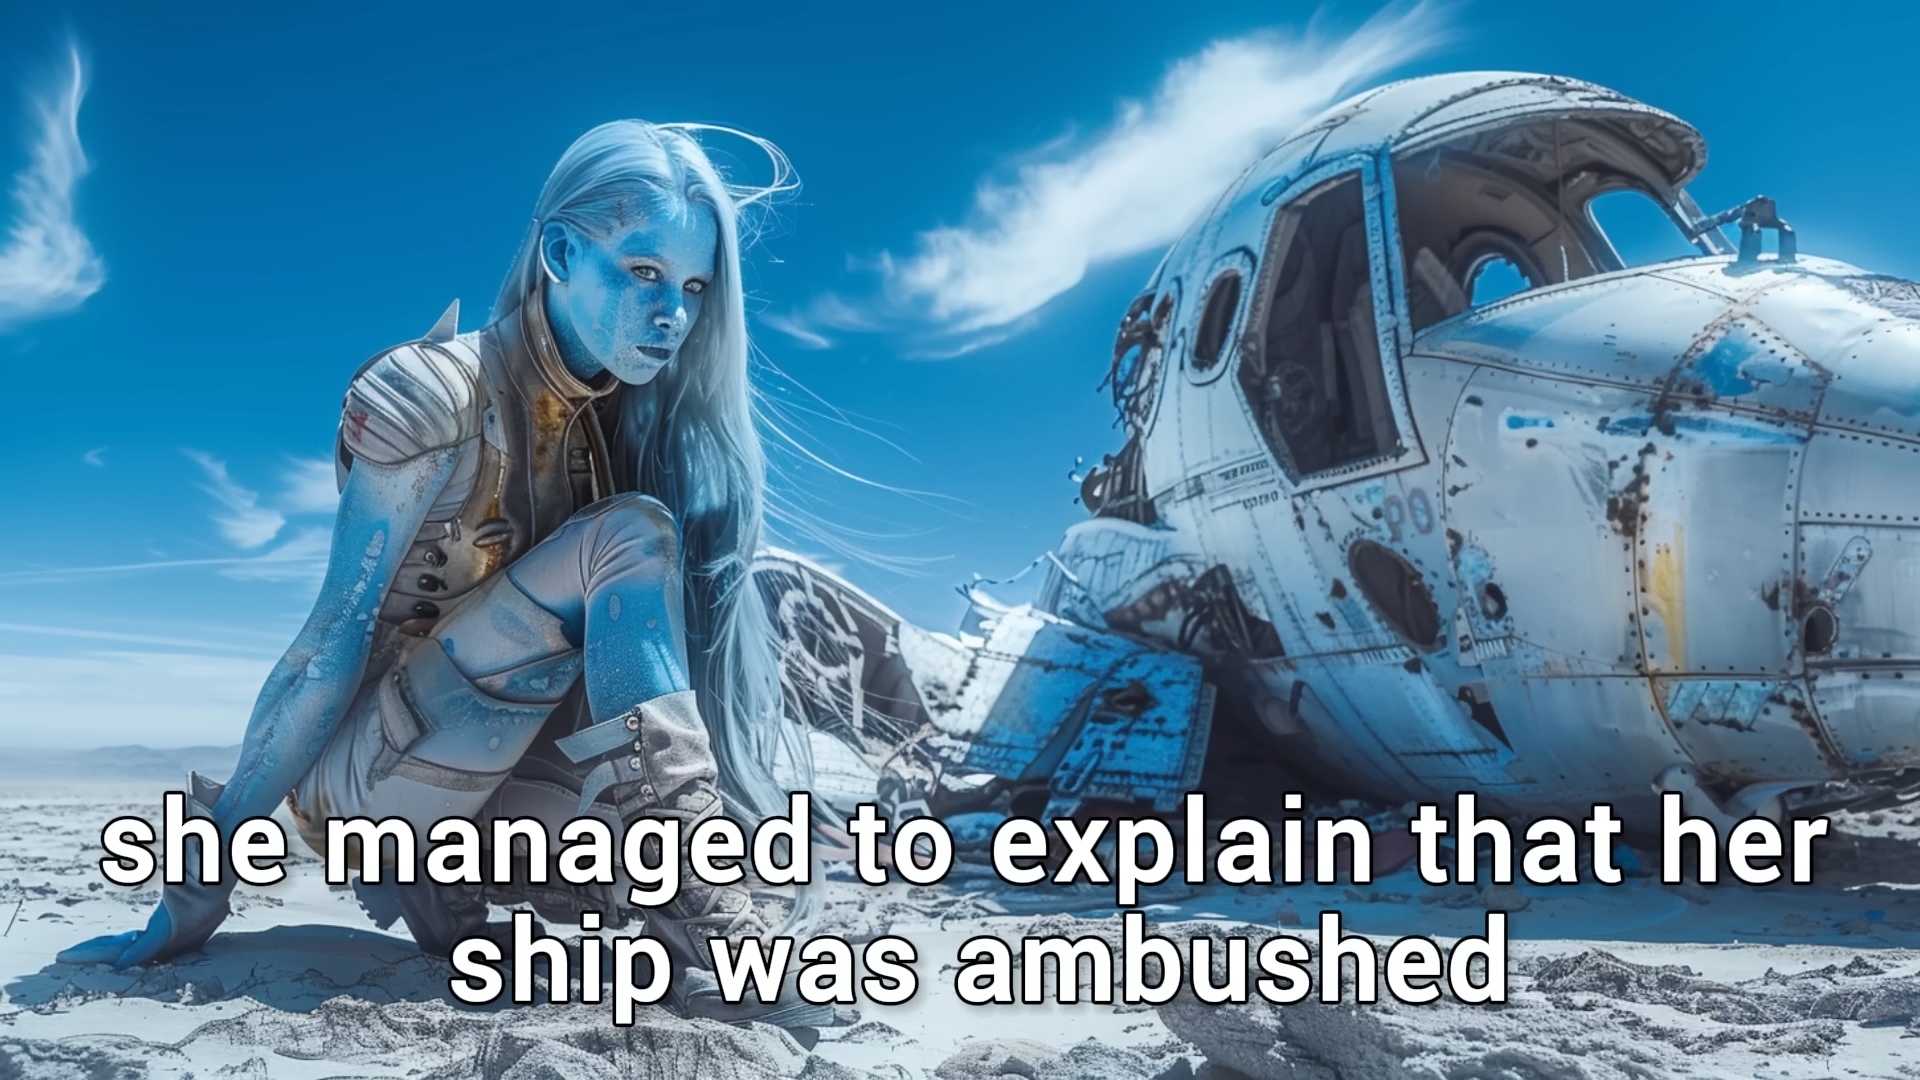 she managed to explain that her
ship was ambushed